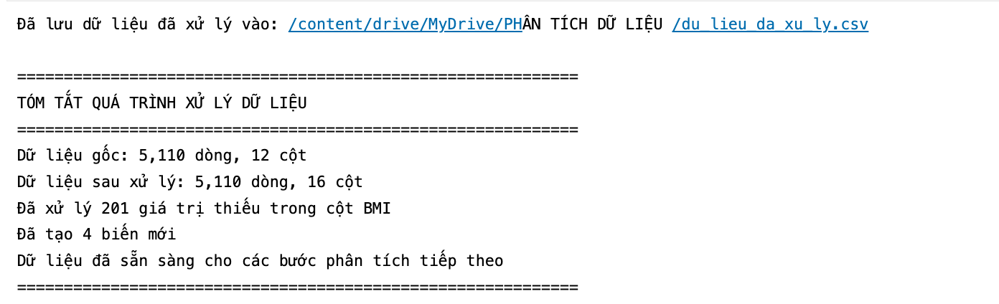 Đã lưu dữ liệu đã xử lý vào: /content/drive/MyDrive/PHÂN TÍCH DỮ LIỆU /du_lieu_da_xu_ly.csv
============================================================
TÓM TẮT QUÁ TRÌNH XỬ LÝ DỮ LIỆU
============================================================
Dữ liệu gốc: 5,110 dòng, 12 cột
Dữ liệu sau xử lý: 5,110 dòng, 16 cột
Đã xử lý 201 giá trị thiếu trong cột BMI
Đã tạo 4 biến mới
Dữ liệu đã sẵn sàng cho các bước phân tích tiếp theo
============================================================